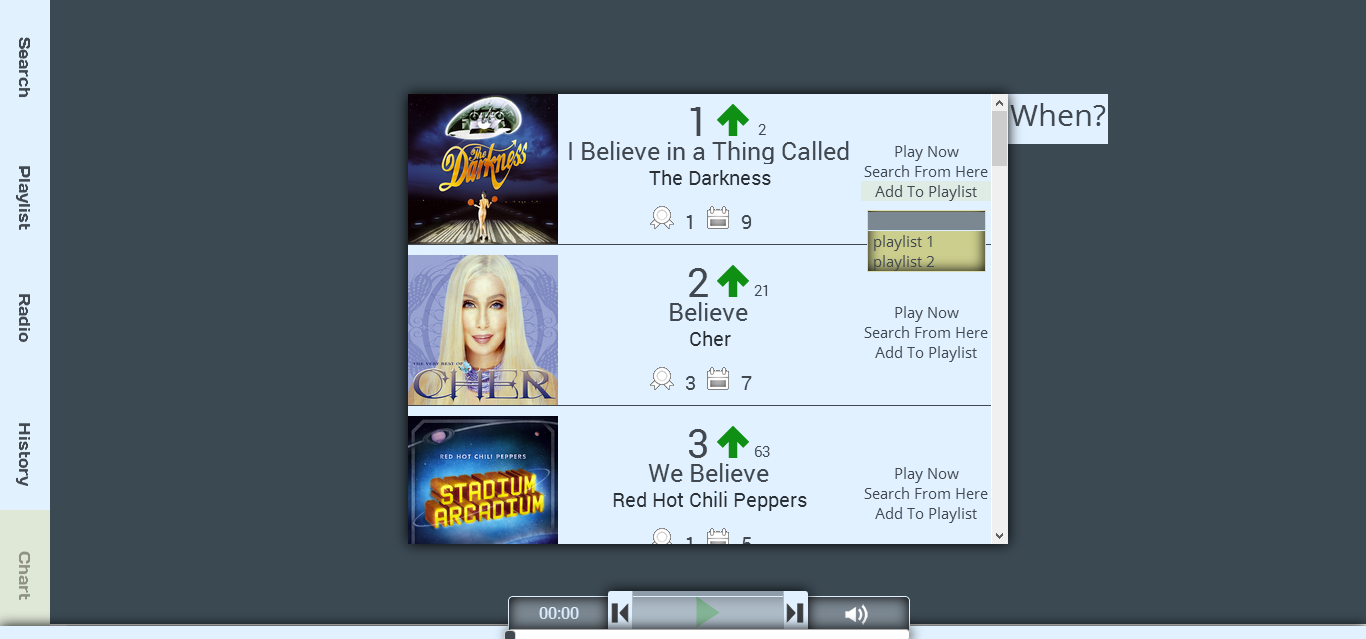 Search
Playlist
Radio
History
Chart
When?
The
Darkness
1 2
I Believe in a Thing Called
The Darkness
1 9
Play Now
Search From Here
Add To Playlist
playlist 1
playlist 2
THE VERY BEST OF
CHER
2 21
Believe
Cher
3 7
Play Now
Search From Here
Add To Playlist
RED HOT CHILI PEPPERS
STADIUM
ARCADIUM
3 63
We Believe
Red Hot Chili Peppers
1 5
Play Now
Search From Here
Add To Playlist
00:00